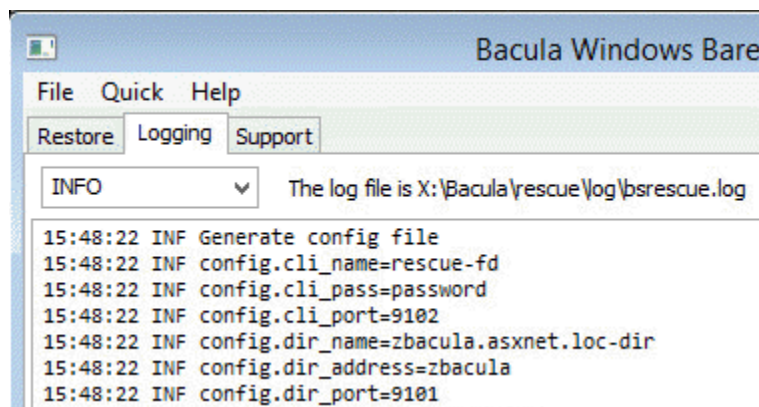 Bacula Windows Bare
File Quick Help
Restore Logging Support
INFO The log file is X:\Bacula\rescue\log\bsrescue.log
15:48:22 INF Generate config file
15:48:22 INF config.cli_name=rescue-fd
15:48:22 INF config.cli_pass=password
15:48:22 INF config.cli_port=9102
15:48:22 INF config.dir_name=zbacula.asxnet.loc-dir
15:48:22 INF config.dir_address=zbacula
15:48:22 INF config.dir_port=9101